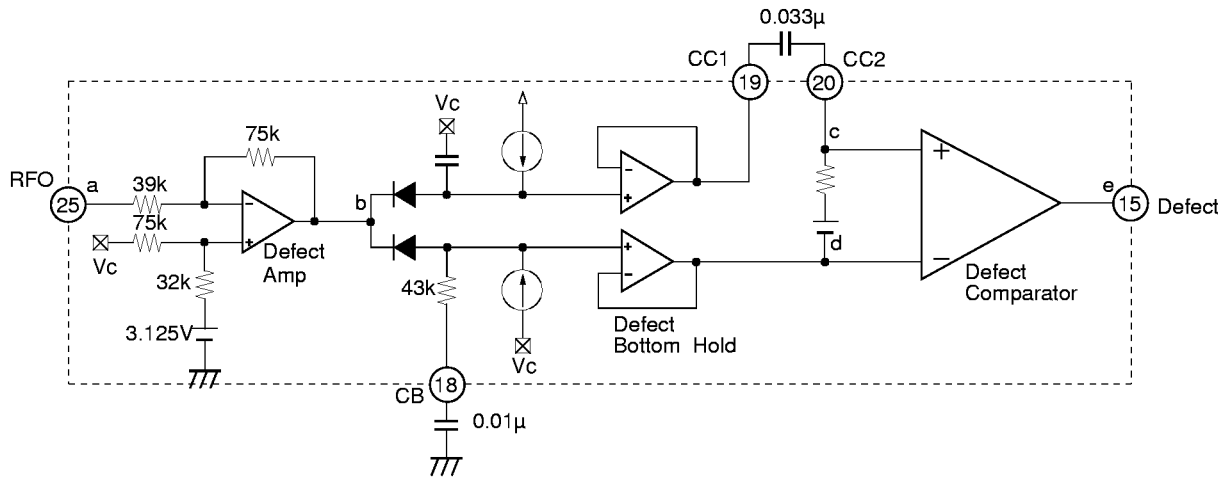 0.033µ
CC1
CC2
19
20
Vc
c
75k
RFO
a
39k
25
75k
Vc
32k
3.125V
−
+
Defect
Amp
b
43k
−
+
+
−
Defect
Bottom Hold
Vc
d
+
−
Defect
Comparator
e
15
Defect
CB
18
0.01µ